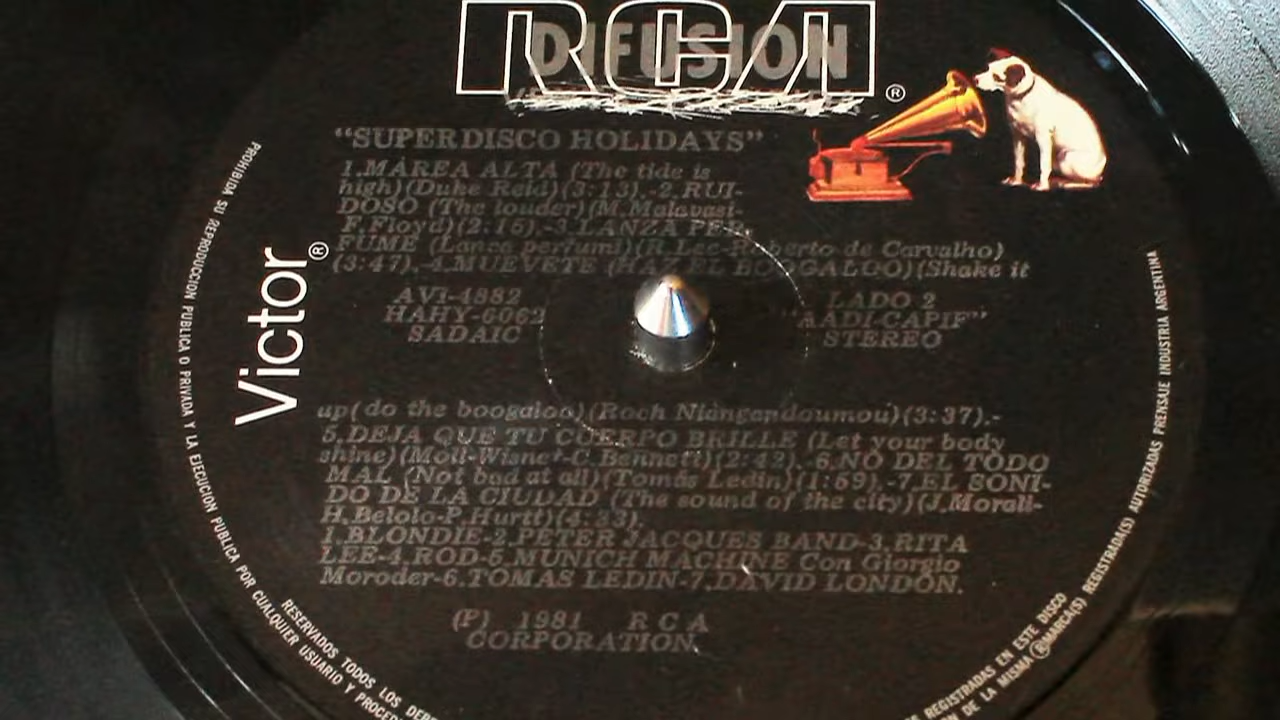 RCA ®
DIFUSION
"SUPERDISCO HOLIDAYS"
1.MAREA ALTA (The tide is
high)(Duke Reid)(3:13).-2.RUI-
DOSO (The louder)(M.Malavasi-
F.Floyd)(2:16).-3.LANZA PER-
FUME (Lanca perfumi)(R.Lee-Roberto de Carvalho)
(3:47).-4.MUEVETE (HAZ EL BOOGALOO)(Shake it
AVI-4882
HAHY-6062
SADAIC
LADO 2
"AADI.CAPIF"
STEREO
up(do the boogaloo)(Roch Niangandoumou)(3:37).-
5.DEJA QUE TU CUERPO BRILLE (Let your body
shine)(Moll-Wisnet-C.Bennett)(2:42).-6.NO DEL TODO
MAL (Not bad at all)(Tomás Ledin)(1:59).-7.EL SONI-
DO DE LA CIUDAD (The sound of the city)(J.Morali-
H.Belolo-P.Hurtt)(4:23).
1.BLONDIE-2.PETER JACQUES BAND-3.RITA
LEE-4.ROD-5.MUNICH MACHINE Con Giorgio
Moroder-6.TOMAS LEDIN-7.DAVID LONDON.
(P) 1981 RCA
CORPORATION
Victor ®
PROHIBIDA SU REPRODUCCION PUBLICA O PRIVADA Y LA EJECUCION PUBLICA POR CUALQUIER USUARIO Y
RESERVADOS TODOS LOS
REGISTRADAS EN ESTE DISCO
DE LA MISMA ® MARCA(S) REGISTRADA(S) AUTORIZADAS PRENSAJE INDUSTRIA ARGENTINA